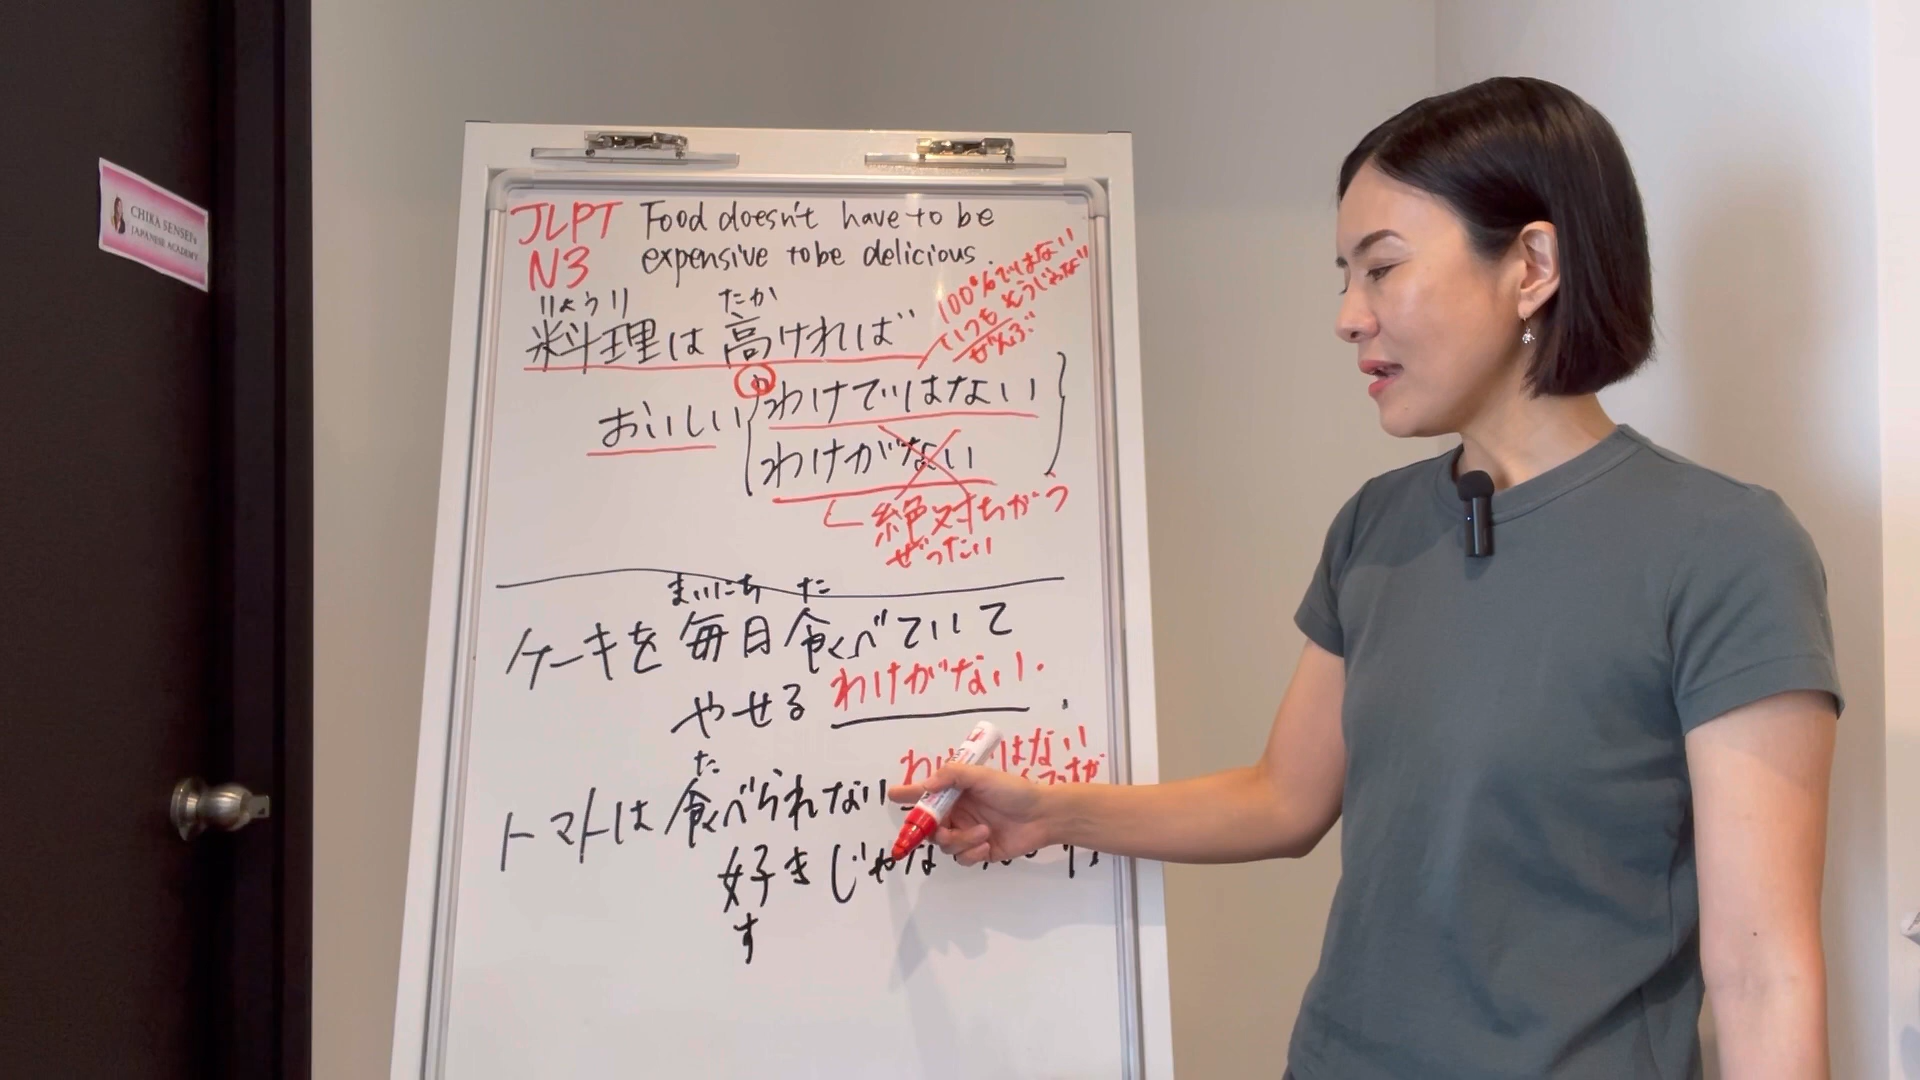 CHIKA SENSEI's
JAPANESE ACADEMY
JLPT
N3
Food doesn't have to be
expensive to be delicious.
りょうり
たか
料理は高ければ
100%ではない
いつもそうじゃない
ぜんぶ
おいしい
わけではない
わけがない
絶対ちがう
ぜったい
まいにち
た
ケーキを毎日食べていて
やせるわけがない.
た
トマトは食べられない
はない
好きじゃな
す